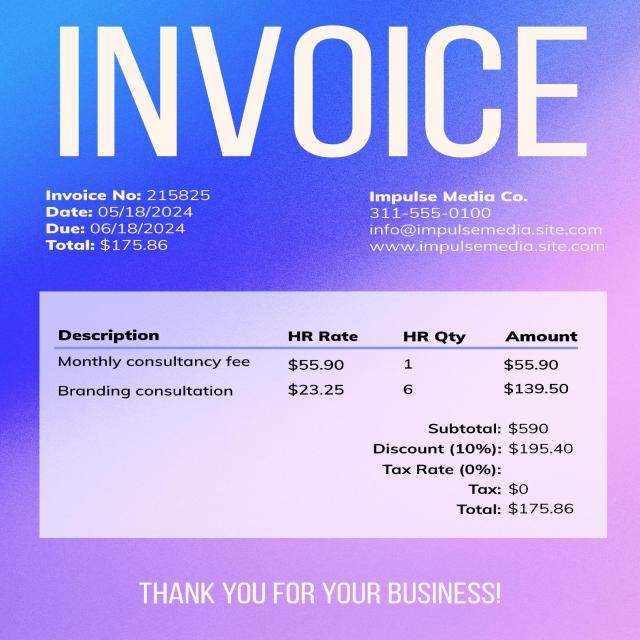 INVOICE
Invoice No: 215825
Date: 05/18/2024
Due: 06/18/2024
Total: $175.86
Impulse Media Co.
311-555-0100
info@impulsemedia.site.com
www.impulsemedia.site.com
Description HR Rate HR Qty Amount
Monthly consultancy fee $55.90 1 $55.90
Branding consultation $23.25 6 $139.50
Subtotal: $590
Discount (10%): $195.40
Tax Rate (0%):
Tax: $0
Total: $175.86
THANK YOU FOR YOUR BUSINESS!